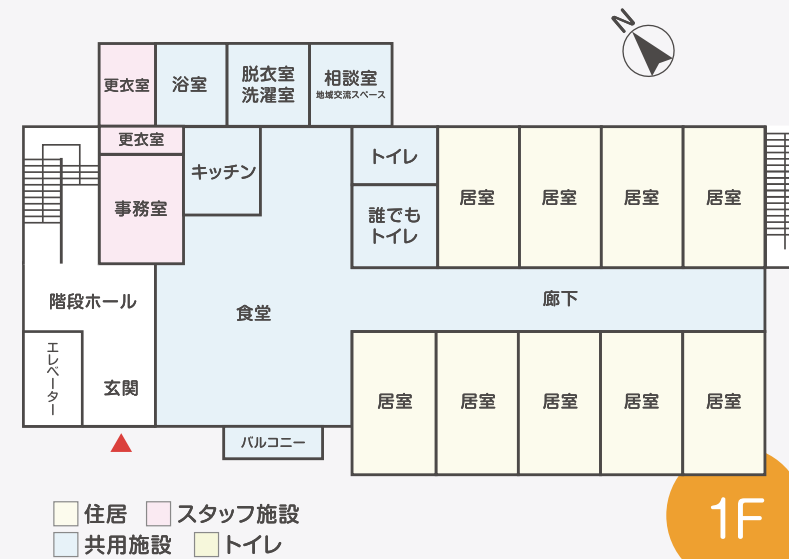 N
更衣室
浴室
脱衣室
洗濯室
相談室
地域交流スペース
更衣室
キッチン
トイレ
事務室
誰でも
トイレ
居室
居室
居室
居室
階段ホール
食堂
廊下
エレベーター
玄関
居室
居室
居室
居室
居室
バルコニー
住居
スタッフ施設
共用施設
トイレ
1F